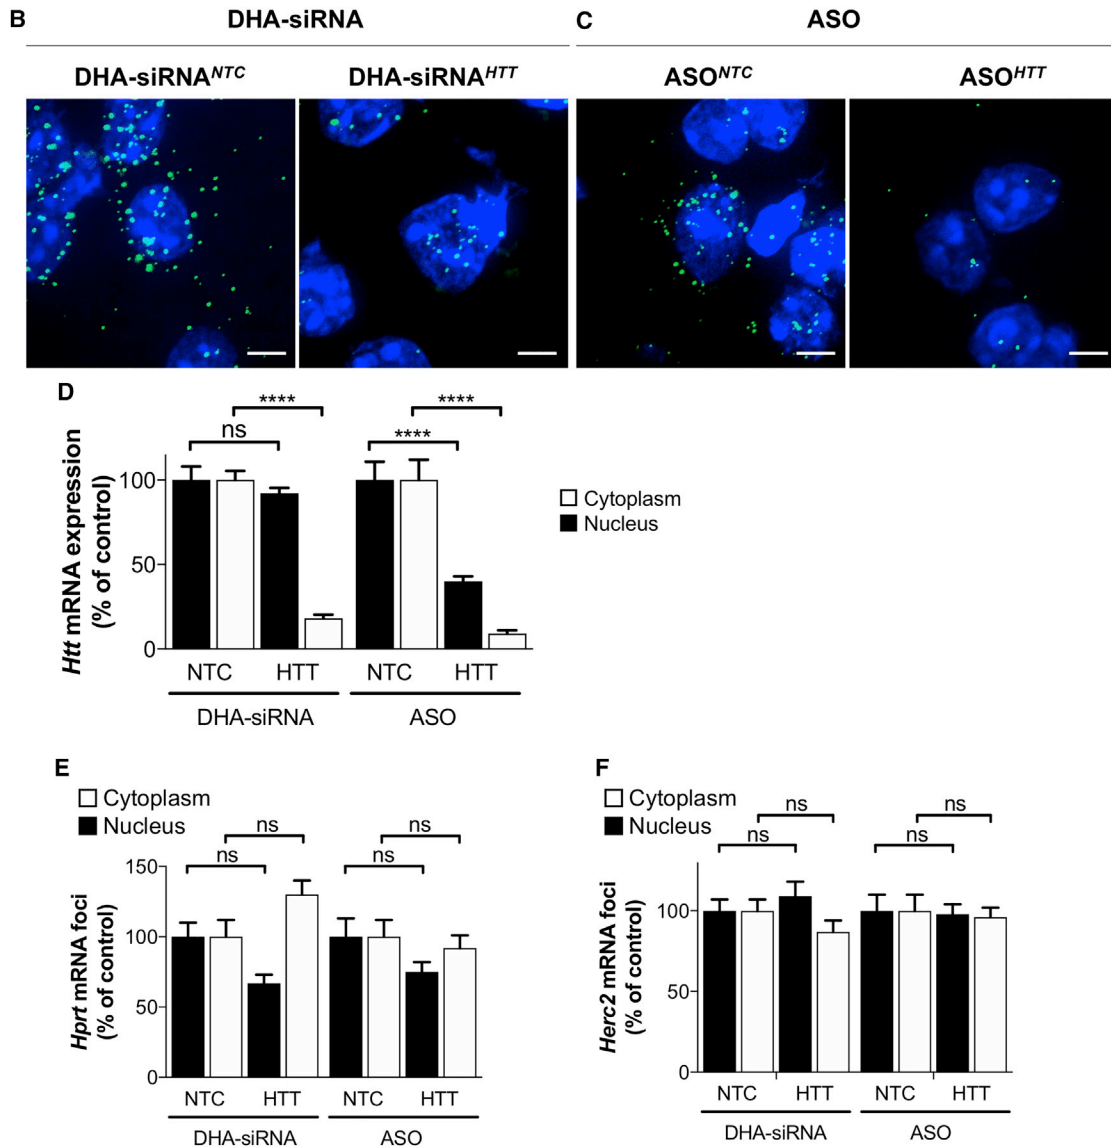 B DHA-siRNA C ASO
DHA-siRNA^NTC DHA-siRNA^HTT ASO^NTC ASO^HTT
D
****
****
ns
****
Htt mRNA expression
(% of control)
100
50
0
NTC HTT NTC HTT
DHA-siRNA ASO
Cytoplasm
Nucleus
E
Cytoplasm
Nucleus
ns
ns
ns
ns
Hprt mRNA foci
(% of control)
150
100
50
0
NTC HTT NTC HTT
DHA-siRNA ASO
F
Cytoplasm
Nucleus
ns
ns
ns
ns
Herc2 mRNA foci
(% of control)
100
50
0
NTC HTT NTC HTT
DHA-siRNA ASO